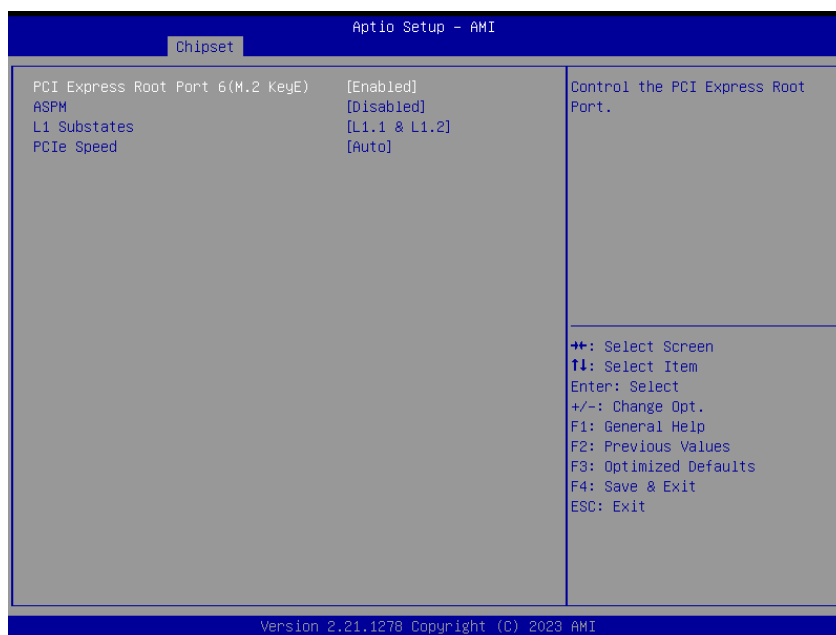 Aptio Setup – AMI
Chipset
PCI Express Root Port 6(M.2 KeyE) [Enabled]
ASPM [Disabled]
L1 Substates [L1.1 & L1.2]
PCIe Speed [Auto]
Control the PCI Express Root
Port.
→←: Select Screen
↑↓: Select Item
Enter: Select
+/-: Change Opt.
F1: General Help
F2: Previous Values
F3: Optimized Defaults
F4: Save & Exit
ESC: Exit
Version 2.21.1278 Copyright (C) 2023 AMI